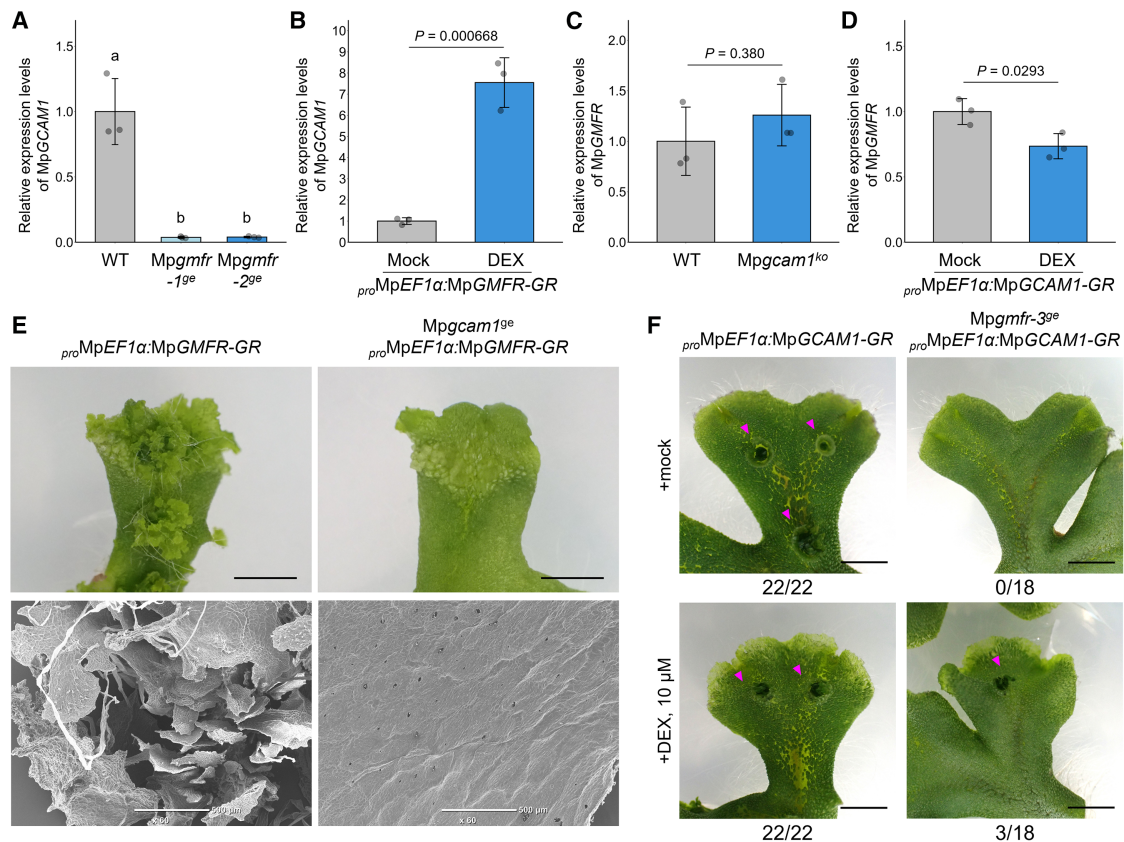 A
Relative expression levels
of MpGCAM1
1.5
1.0
0.5
0.0
a
b
b
WT
Mpgmfr
-1ge
Mpgmfr
-2ge
B
Relative expression levels
of MpGCAM1
10
9
8
7
6
5
4
3
2
1
0
P = 0.000668
Mock
DEX
proMpEF1α:MpGMFR-GR
C
Relative expression levels
of MpGMFR
2.0
1.5
1.0
0.5
0.0
P = 0.380
WT
Mpgcam1ko
D
Relative expression levels
of MpGMFR
1.5
1.0
0.5
0.0
P = 0.0293
Mock
DEX
proMpEF1α:MpGCAM1-GR
E
proMpEF1α:MpGMFR-GR
Mpgcam1ge
proMpEF1α:MpGMFR-GR
500 μm
x 60
500 μm
x 60
F
proMpEF1α:MpGCAM1-GR
Mpgmfr-3ge
proMpEF1α:MpGCAM1-GR
+mock
22/22
0/18
+DEX, 10 μM
22/22
3/18